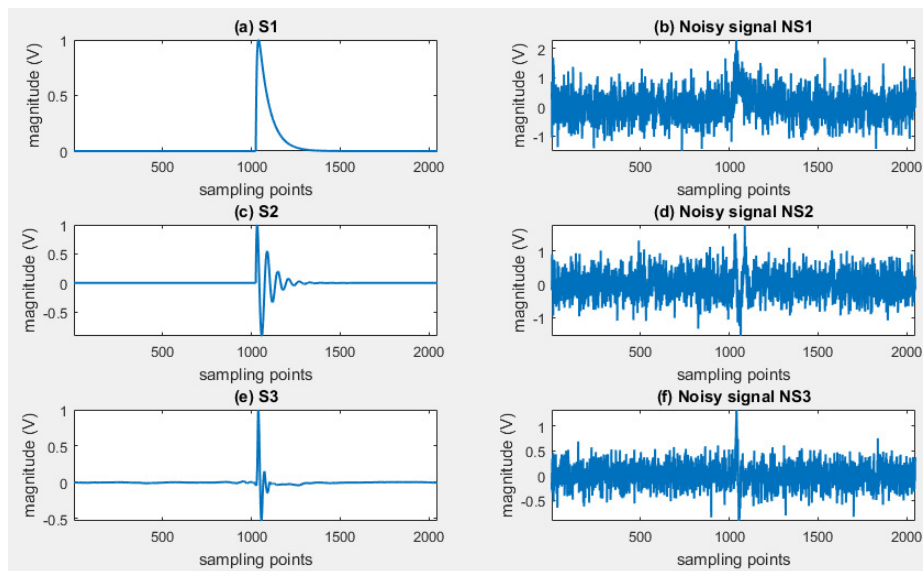 (a) S1
magnitude (V)
1
0.5
0
500 1000 1500 2000
sampling points
(b) Noisy signal NS1
magnitude (V)
2
1
0
-1
500 1000 1500 2000
sampling points
(c) S2
magnitude (V)
1
0.5
0
-0.5
500 1000 1500 2000
sampling points
(d) Noisy signal NS2
magnitude (V)
1
0
-1
500 1000 1500 2000
sampling points
(e) S3
magnitude (V)
1
0.5
0
-0.5
500 1000 1500 2000
sampling points
(f) Noisy signal NS3
magnitude (V)
1
0.5
0
-0.5
500 1000 1500 2000
sampling points